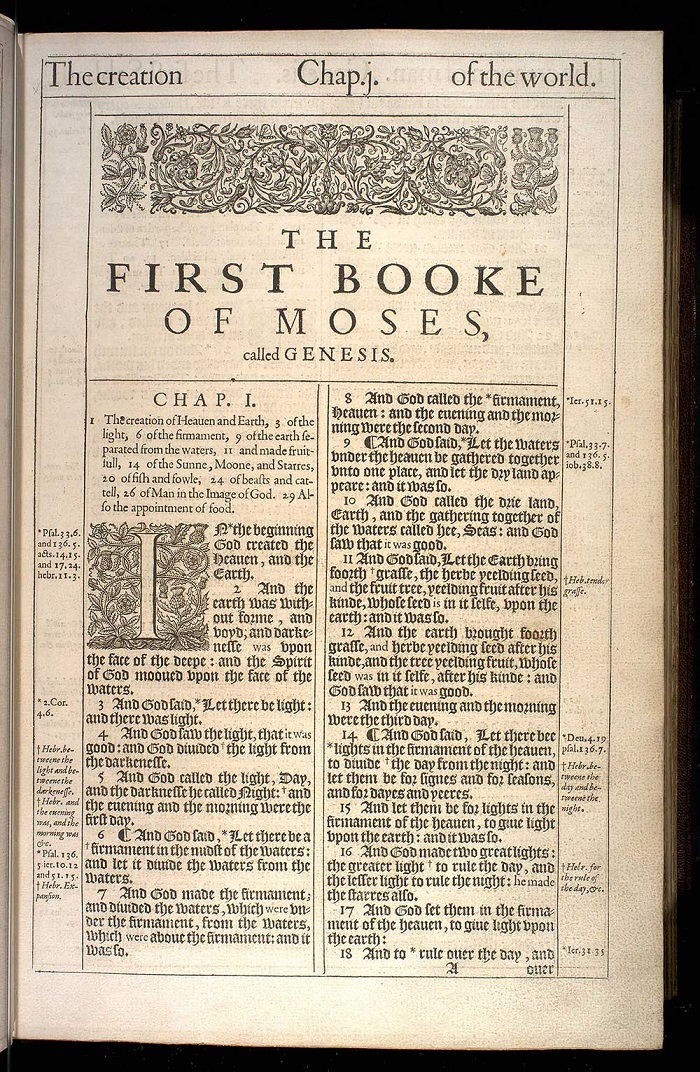 The creation Chap.j. of the world.
THE
FIRST BOOKE
OF MOSES,
called GENESIS.
CHAP. I.
1 The creation of Heauen and Earth, 3 of the
light, 6 of the firmament, 9 of the earth se-
parated from the waters, 11 and made fruit-
full, 14 of the Sunne, Moone, and Starres,
20 of fish and fowle, 24 of beasts and cat-
tell, 26 of Man in the Image of God. 29 Al-
so the appointment of food.
IN *the beginning
God created the
Heauen, and the
Earth.
2 And the
earth was with-
out forme, and
voyd, and darke-
nesse was vpon
the face of the deepe: and the Spirit
of God mooued vpon the face of the
waters.
3 And God said,*Let there be light:
and there was light.
4 And God saw the light, that it was
good: and God diuided †the light from
the darkenesse.
5 And God called the light, Day,
and the darknesse he called Night: †and
the euening and the morning were the
first day.
6 ¶ And God said,*Let there be a
†firmament in the midst of the waters:
and let it diuide the waters from the
waters.
7 And God made the firmament;
and diuided the waters, which were vn-
der the firmament, from the waters,
which were aboue the firmament: and it
was so.
*Psal.33.6.
and 136.5.
acts.14.15.
and 17.24.
hebr.11.3.
*2.Cor.
4.6.
†Hebr.be-
tweene the
light and be-
tweene the
darkenesse.
†Hebr. and
the euening
was, and the
morning was
&c.
*Psal.136.
5.ier.10.12
and 51.15.
†Hebr. Ex-
pansion.
8 And God called the *firmament,
Heauen: and the euening and the mor-
ning were the second day.
9 ¶And God said,*Let the waters
vnder the heauen be gathered together
vnto one place, and let the dry land ap-
peare: and it was so.
10 And God called the drie land,
Earth, and the gathering together of
the waters called hee, Seas: and God
saw that it was good.
11 And God said, Let the Earth bring
foorth †grasse, the herbe yeelding seed,
and the fruit tree, yeelding fruit after his
kinde, whose seed is in it selfe, vpon the
earth: and it was so.
12 And the earth brought foorth
grasse, and herbe yeelding seed after his
kinde, and the tree yeelding fruit, whose
seed was in it selfe, after his kinde: and
God saw that it was good.
13 And the euening and the morning
were the third day.
14 ¶And God said, Let there bee
*lights in the firmament of the heauen,
to diuide †the day from the night: and
let them be for signes and for seasons,
and for dayes and yeeres.
15 And let them be for lights in the
firmament of the heauen, to giue light
vpon the earth: and it was so.
16 And God made two great lights:
the greater light †to rule the day, and
the lesser light to rule the night: he made
the starres also.
17 And God set them in the firma-
ment of the heauen, to giue light vpon
the earth:
18 And to *rule ouer the day, and
A ouer
*Ier.51.15.
*Psal.33.7.
and 136.5.
iob.38.8.
†Heb.tender
grasse.
*Deu.4.19
psal.136.7.
†Heb.be-
tweene the
day and be-
tweene the
night.
†Hebr. for
the rule of
the day,&c.
*Ier.31.35